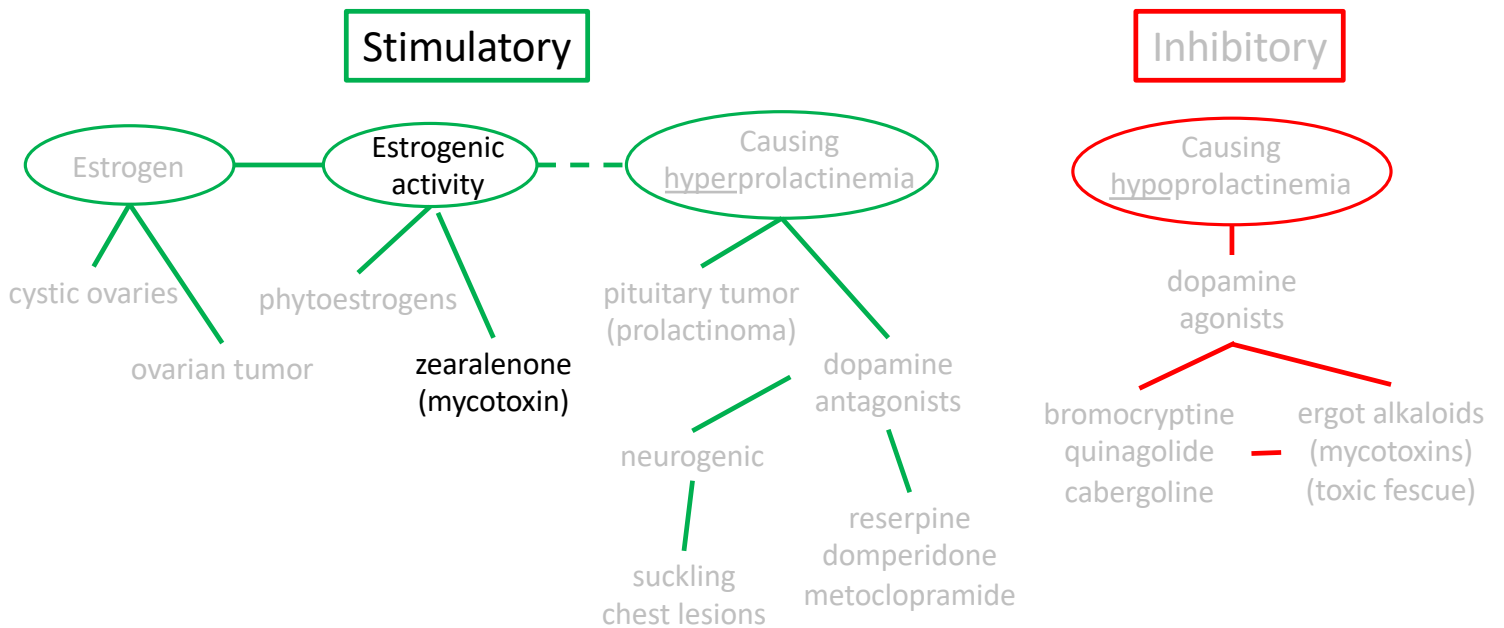 Stimulatory
Inhibitory
Estrogen
Estrogenic
activity
Causing
hyperprolactinemia
Causing
hypoprolactinemia
cystic ovaries
ovarian tumor
phytoestrogens
zearalenone
(mycotoxin)
pituitary tumor
(prolactinoma)
dopamine
antagonists
neurogenic
suckling
chest lesions
reserpine
domperidone
metoclopramide
dopamine
agonists
bromocryptine
quinagolide
cabergoline
ergot alkaloids
(mycotoxins)
(toxic fescue)